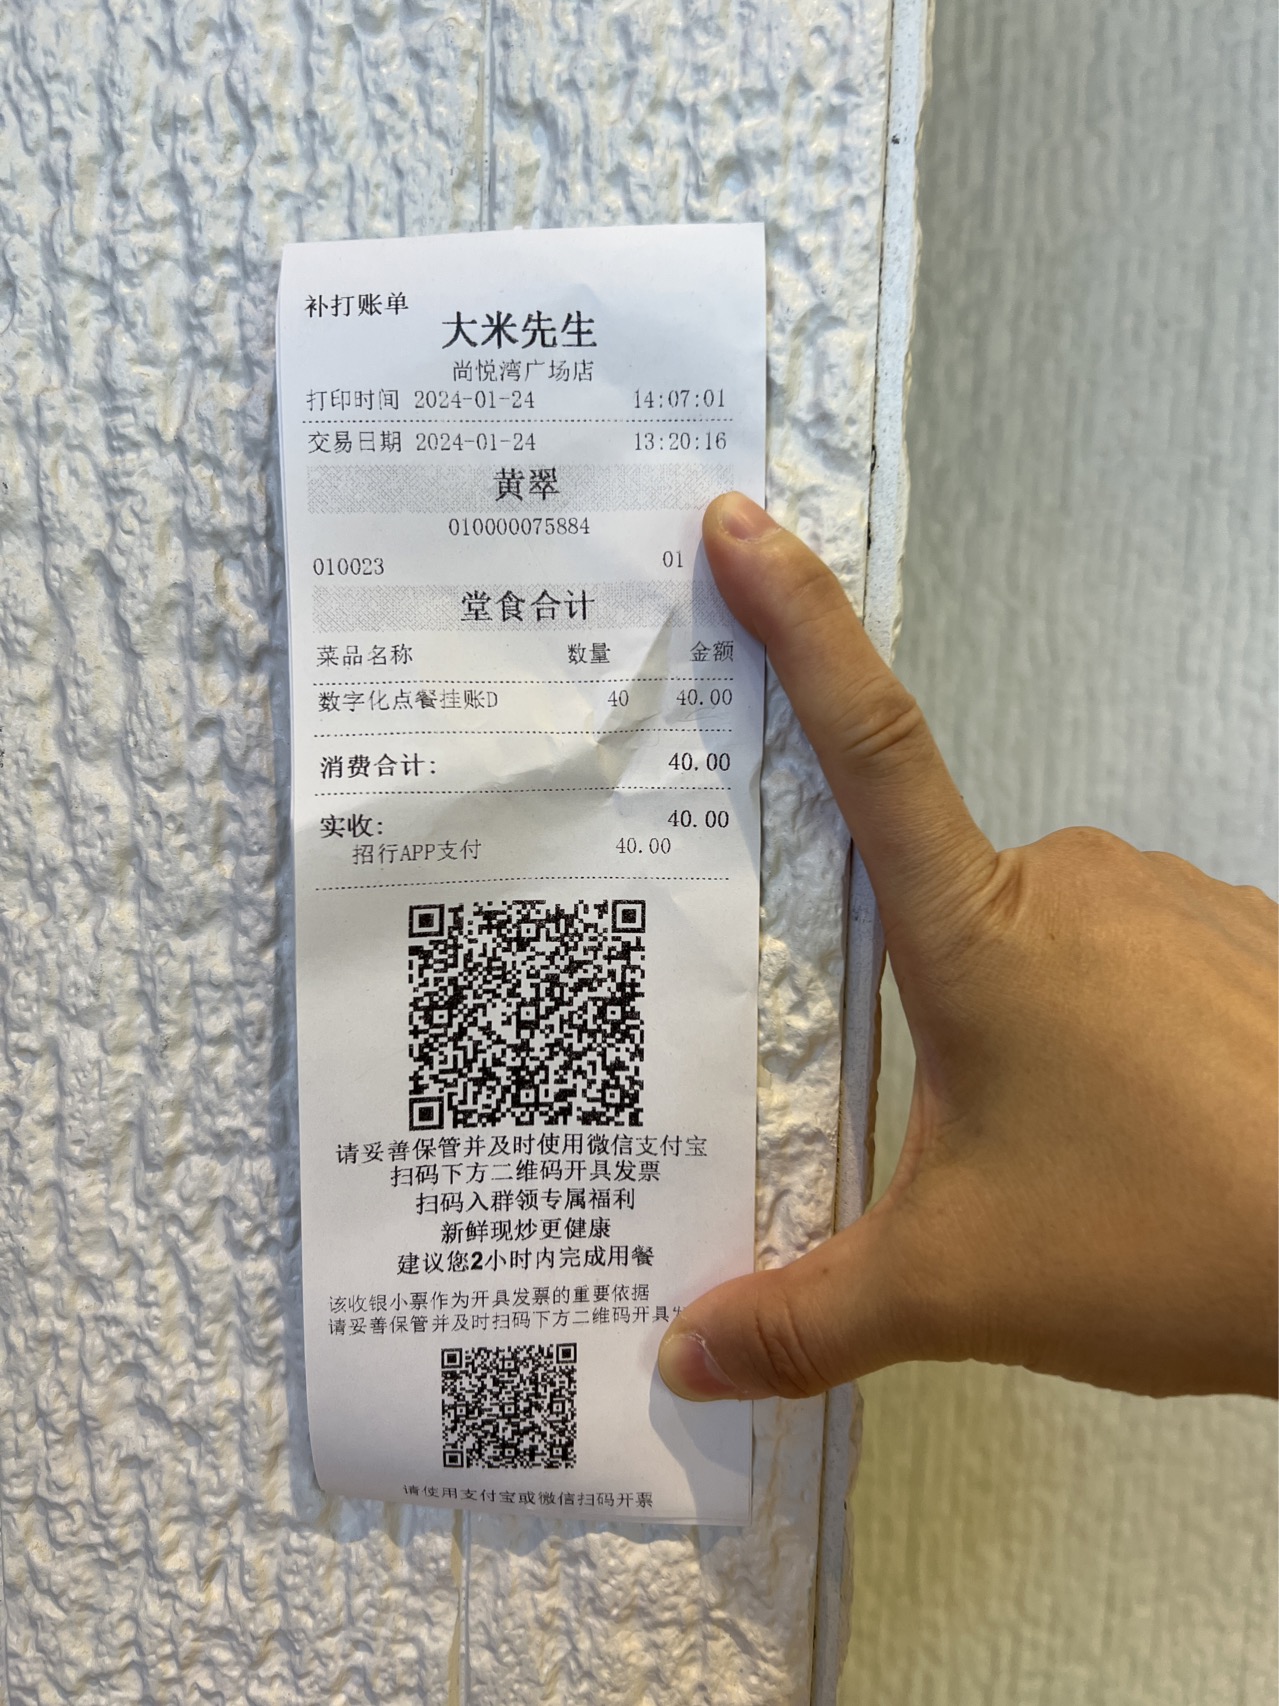 补打账单
大米先生
尚悦湾广场店
打印时间 2024-01-24 14:07:01
交易日期 2024-01-24 13:20:16
黄翠
010000075884
010023 01
堂食合计
菜品名称 数量 金额
数字化点餐挂账D 40 40.00
消费合计: 40.00
实收: 40.00
招行APP支付 40.00
请妥善保管并及时使用微信支付宝
扫码下方二维码开具发票
扫码入群领专属福利
新鲜现炒更健康
建议您2小时内完成用餐
该收银小票作为开具发票的重要依据
请妥善保管并及时扫码下方二维码开具
请使用支付宝或微信扫码开票